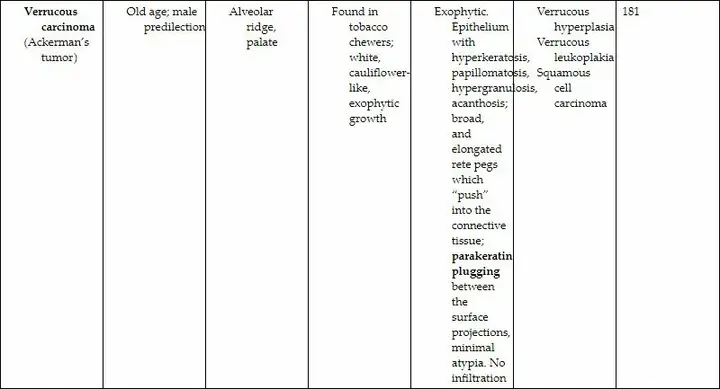 Verrucous
carcinoma
(Ackerman's
tumor)
Old age; male
predilection
Alveolar
ridge,
palate
Found in
tobacco
chewers;
white,
cauliflower-
like,
exophytic
growth
Exophytic.
Epithelium
with
hyperkeratosis,
papillomatosis,
hypergranulosis,
acanthosis;
broad,
and
elongated
rete pegs
which
“push”
into the
connective
tissue;
parakeratin
plugging
between
the
surface
projections,
minimal
atypia. No
infiltration
Verrucous
hyperplasia
Verrucous
leukoplakia
Squamous
cell
carcinoma
181